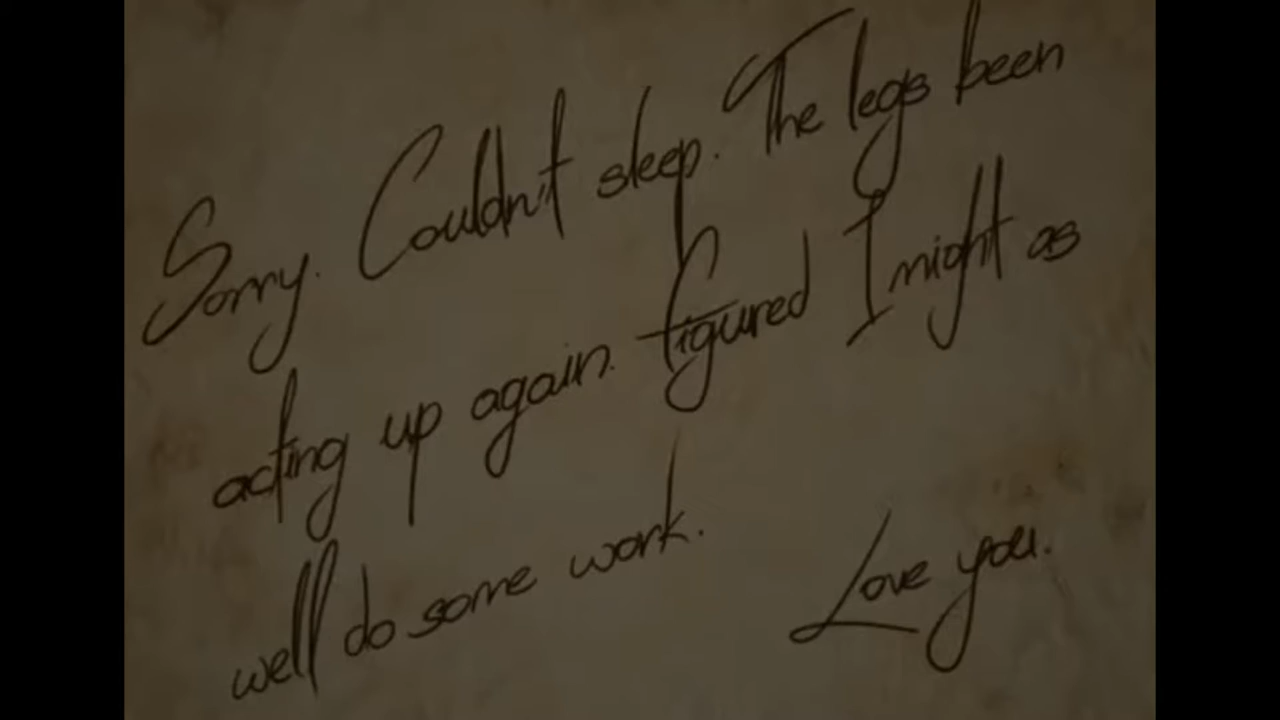 Sorry. Couldn't sleep. The legs been
acting up again. figured I might as
well do some work.
Love you.